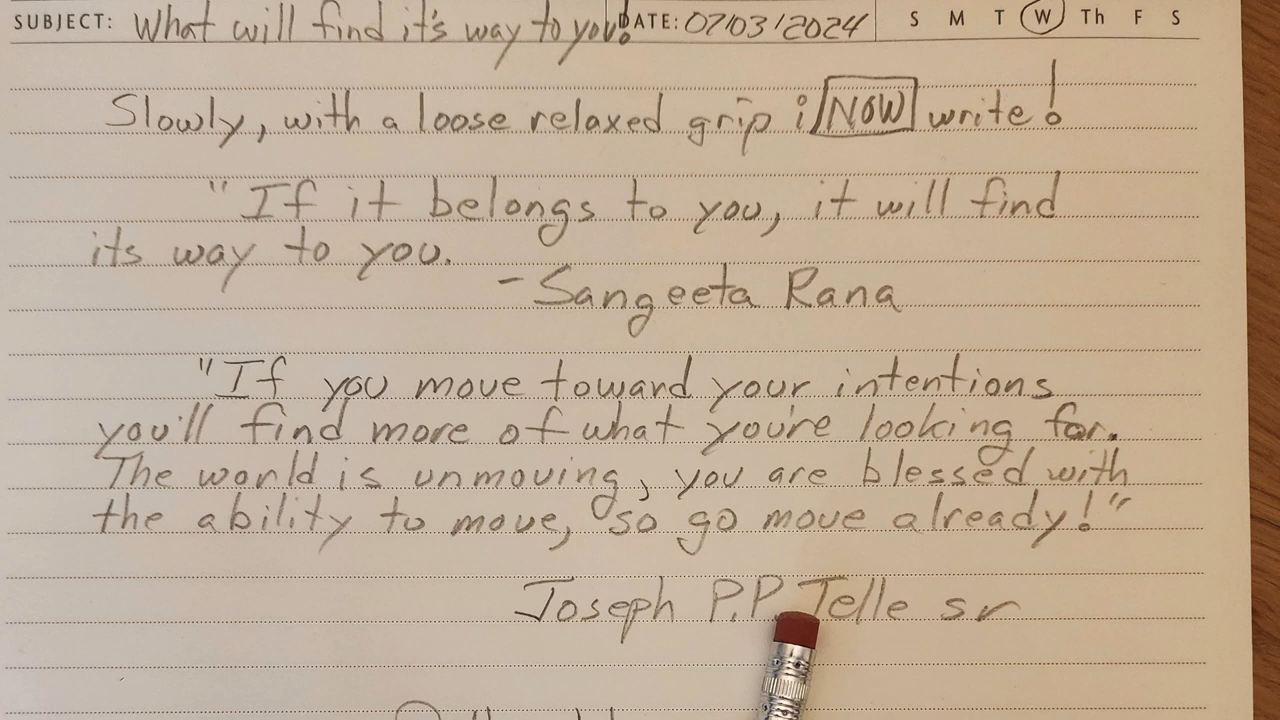 SUBJECT: What will find it's way to you! DATE: 07/03/2024 S M T W Th F S
Slowly, with a loose relaxed grip i NOW write!
"If it belongs to you, it will find
its way to you.
-Sangeeta Rana
"If you move toward your intentions
you'll find more of what you're looking for.
The world is unmoving, you are blessed with
the ability to move, so go move already!"
Joseph P.P. Jelle sr